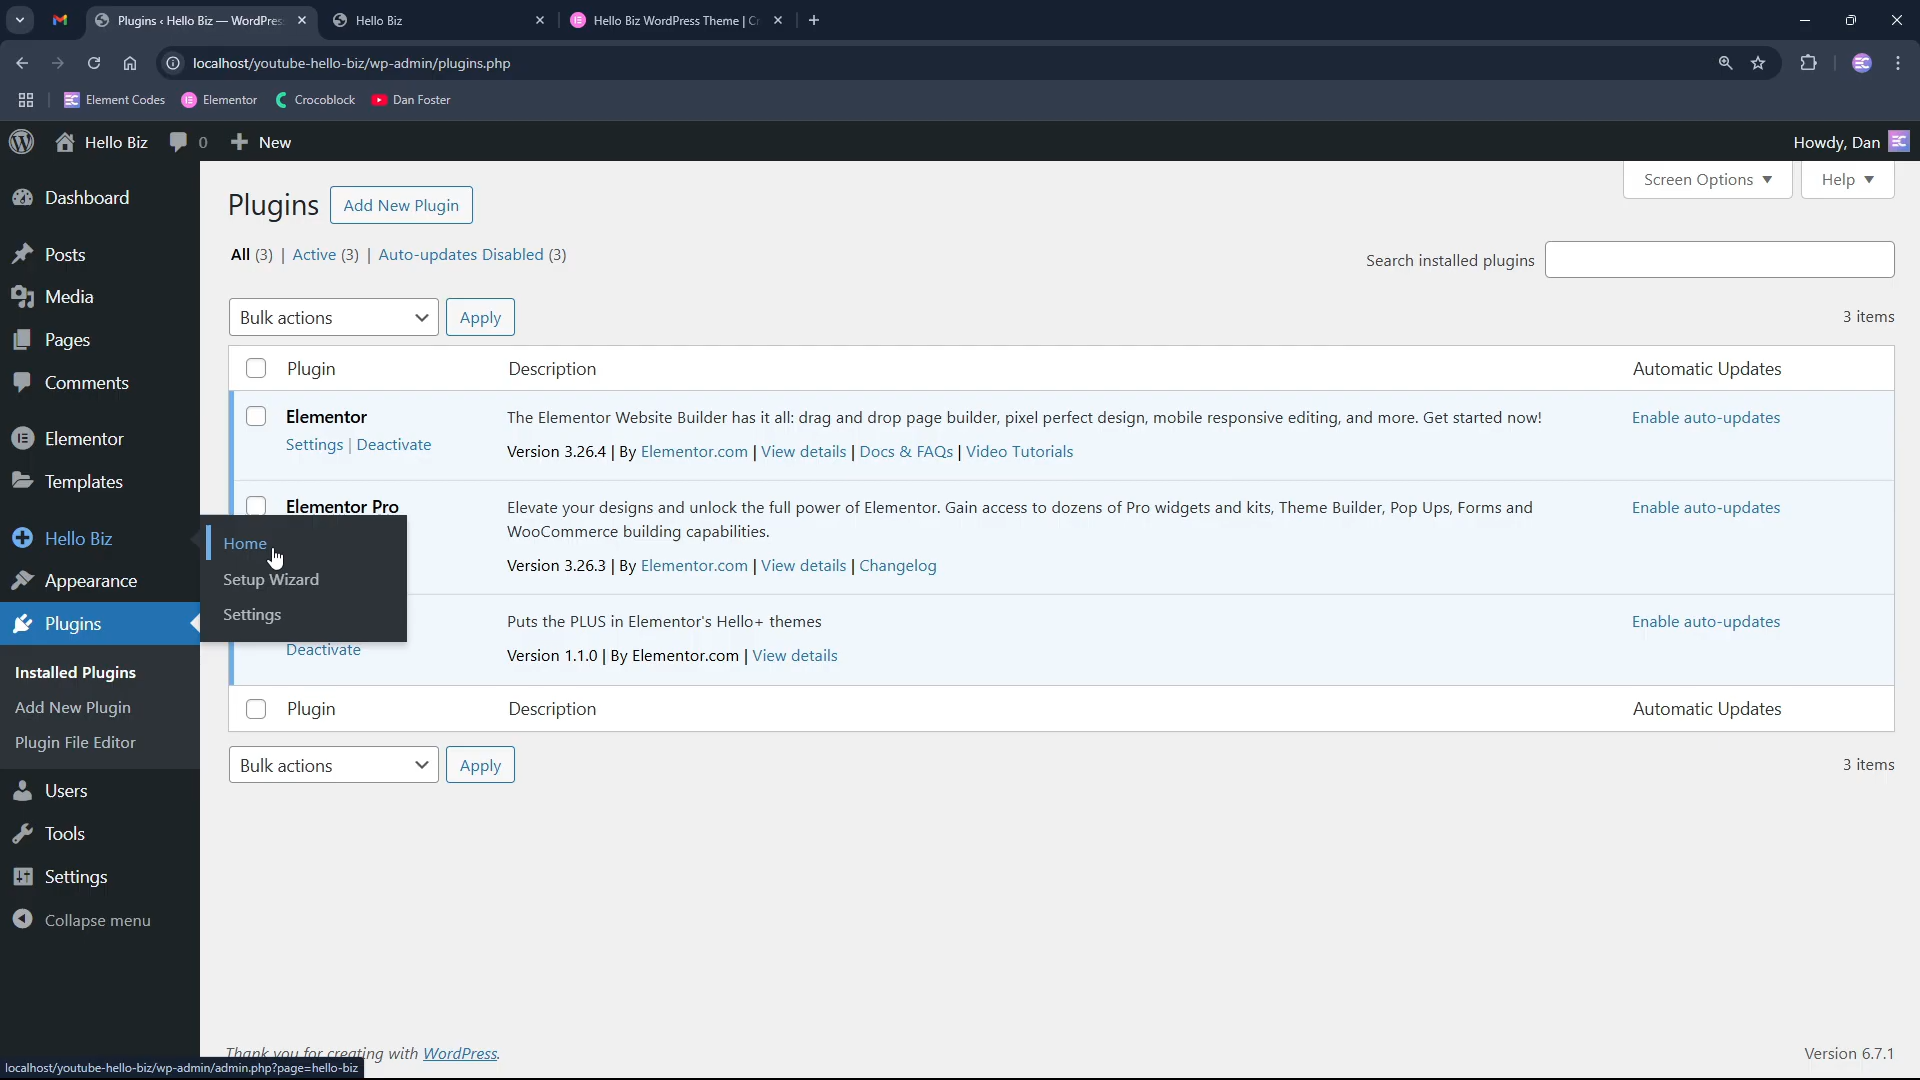 Plugins ‹ Hello Biz — WordPres
Hello Biz
Hello Biz WordPress Theme | Cr
localhost/youtube-hello-biz/wp-admin/plugins.php
Element Codes
Elementor
Crocoblock
Dan Foster
Hello Biz
0
New
Howdy, Dan
Dashboard
Posts
Media
Pages
Comments
Elementor
Templates
Hello Biz
Appearance
Plugins
Installed Plugins
Add New Plugin
Plugin File Editor
Users
Tools
Settings
Collapse menu
Home
Setup Wizard
Settings
Screen Options
Help
Plugins
Add New Plugin
All (3) | Active (3) | Auto-updates Disabled (3)
Search installed plugins
Bulk actions
Apply
3 items
Plugin
Description
Automatic Updates
Elementor
Settings | Deactivate
The Elementor Website Builder has it all: drag and drop page builder, pixel perfect design, mobile responsive editing, and more. Get started now!
Version 3.26.4 | By Elementor.com | View details | Docs & FAQs | Video Tutorials
Enable auto-updates
Elementor Pro
Elevate your designs and unlock the full power of Elementor. Gain access to dozens of Pro widgets and kits, Theme Builder, Pop Ups, Forms and
WooCommerce building capabilities.
Version 3.26.3 | By Elementor.com | View details | Changelog
Enable auto-updates
Deactivate
Puts the PLUS in Elementor's Hello+ themes
Version 1.1.0 | By Elementor.com | View details
Enable auto-updates
Plugin
Description
Automatic Updates
Bulk actions
Apply
3 items
Thank you for creating with WordPress.
Version 6.7.1
localhost/youtube-hello-biz/wp-admin/admin.php?page=hello-biz